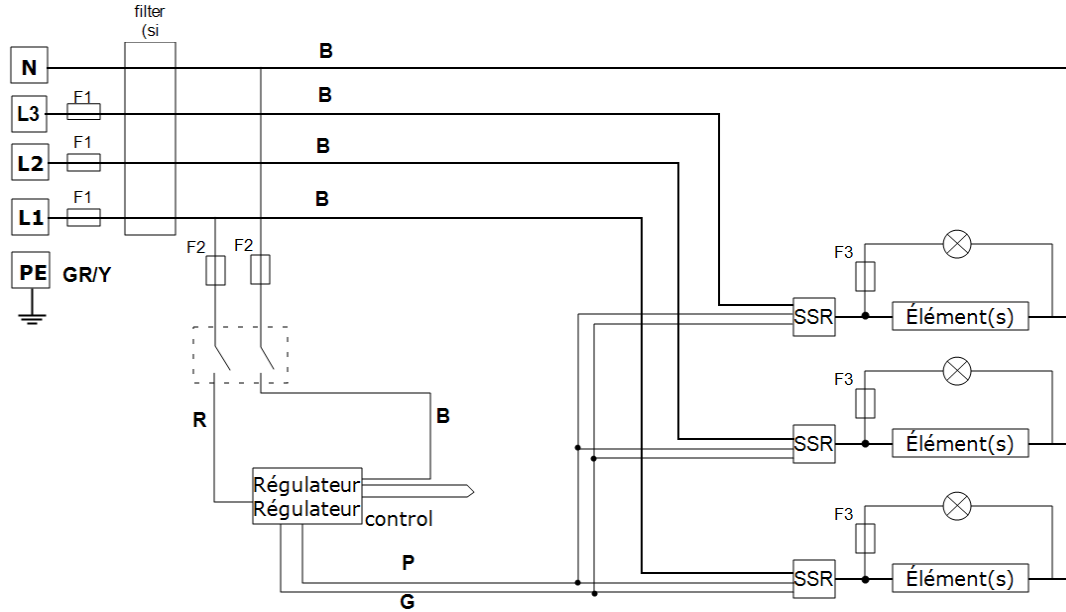 filter
(si
N
B
L3
F1
B
L2
F1
B
L1
F1
B
PE
GR/Y
F2
F2
F3
SSR
Élément(s)
F3
R
B
SSR
Élément(s)
Régulateur
Régulateur
control
F3
P
SSR
Élément(s)
G